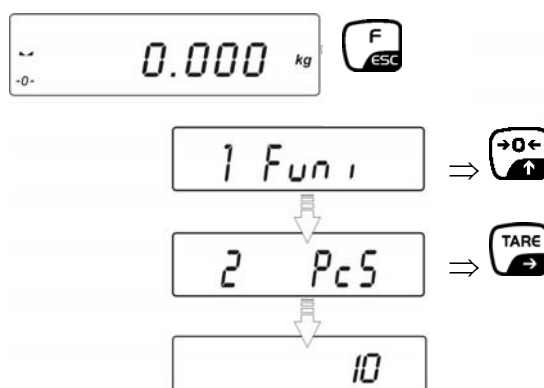 -0- 0.000 kg F
ESC
1 Funi →0←
↑
⇒
2 PcS ⇒ TARE
→
10